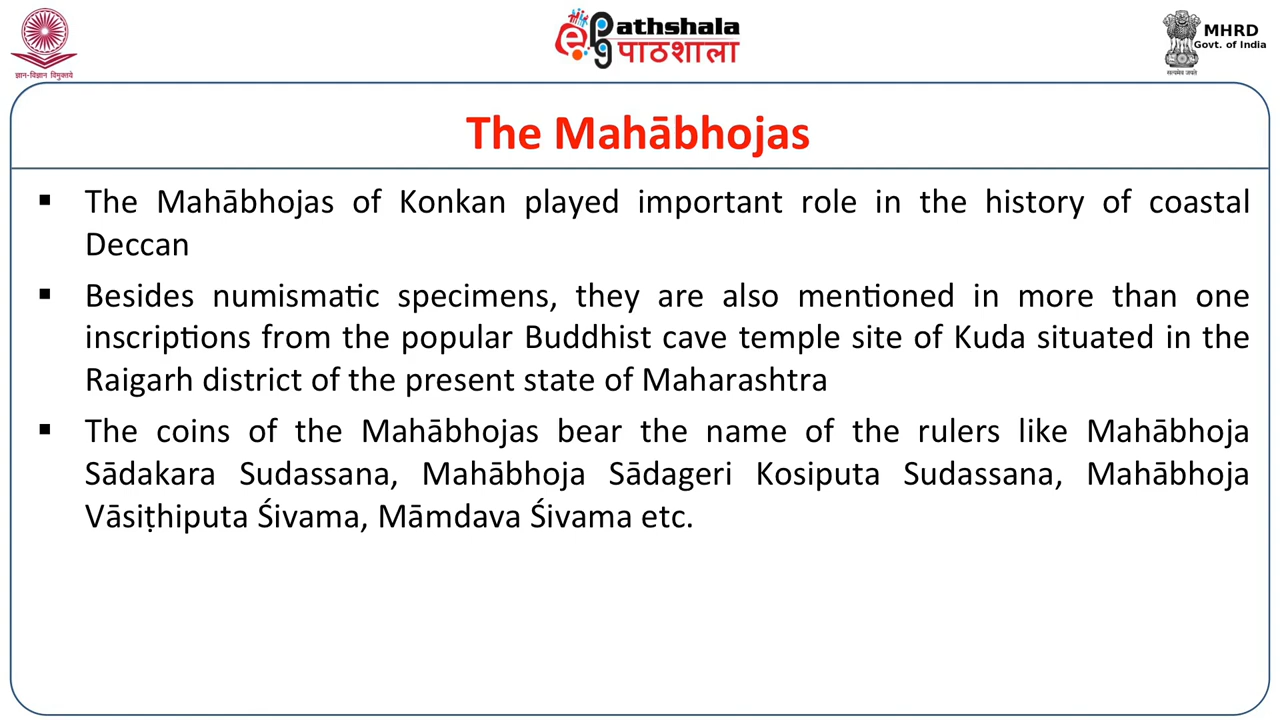 ज्ञान-विज्ञान विमुक्तये
ePathshala
पाठशाला
MHRD
Govt. of India
सत्यमेव जयते
The Mahābhojas
▪ The Mahābhojas of Konkan played important role in the history of coastal
Deccan
▪ Besides numismatic specimens, they are also mentioned in more than one
inscriptions from the popular Buddhist cave temple site of Kuda situated in the
Raigarh district of the present state of Maharashtra
▪ The coins of the Mahābhojas bear the name of the rulers like Mahābhoja
Sādakara Sudassana, Mahābhoja Sādageri Kosiputa Sudassana, Mahābhoja
Vāsiṭhiputa Śivama, Māmdava Śivama etc.